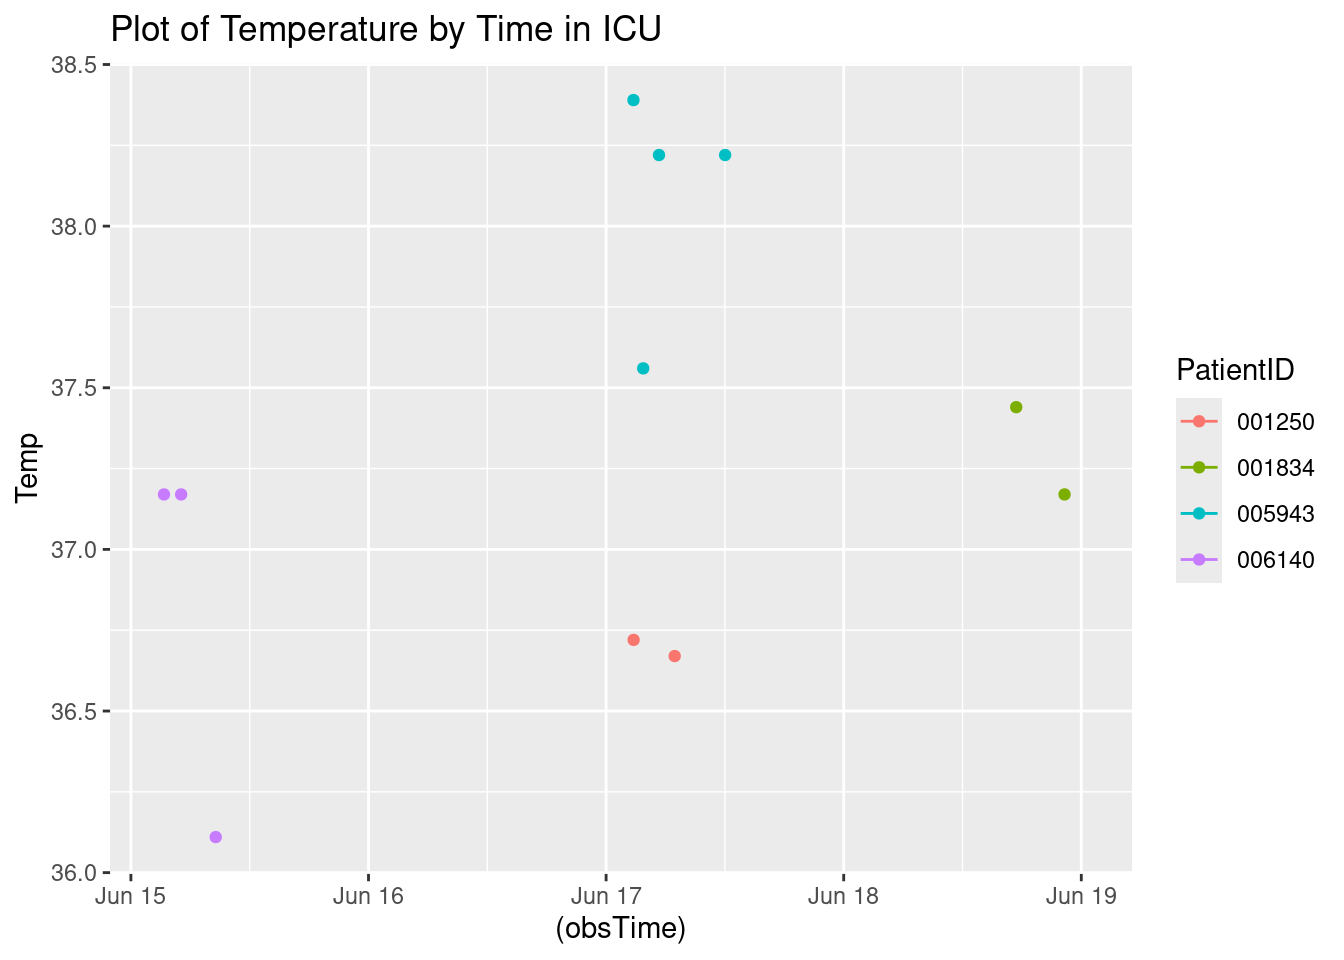 Plot of Temperature by Time in ICU
38.5
38.0
37.5
37.0
36.5
36.0
Temp
Jun 15 Jun 16 Jun 17 Jun 18 Jun 19
(obsTime)
PatientID
001250
001834
005943
006140